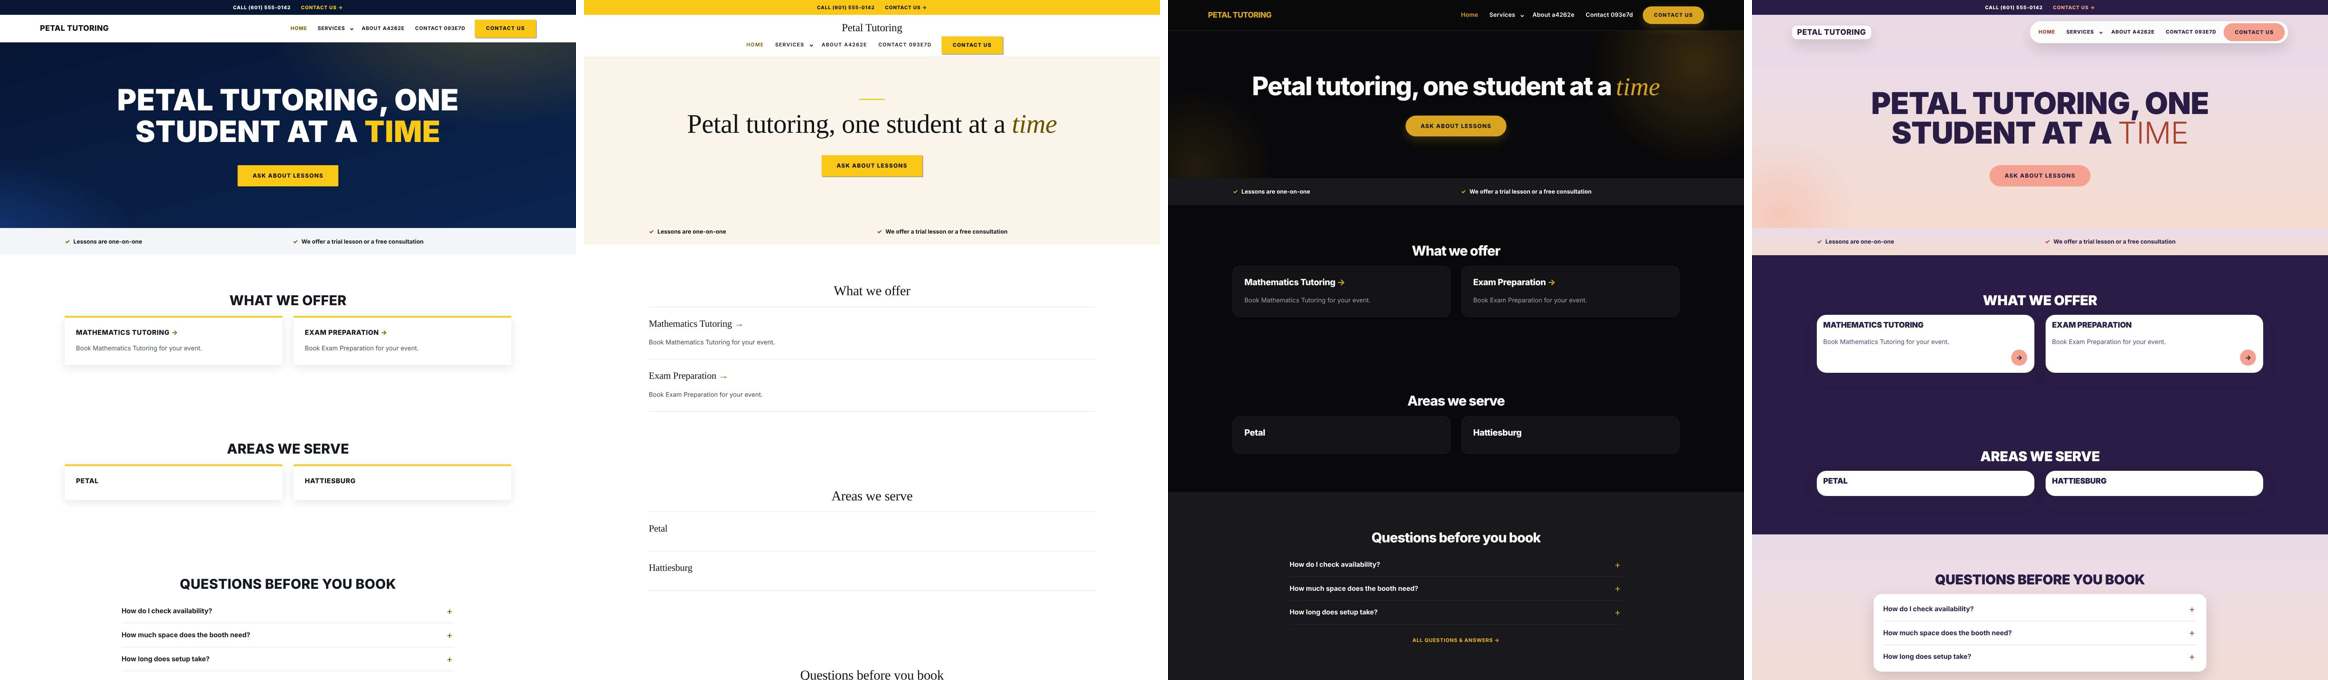 CALL (601) 555-0142 CONTACT US →
PETAL TUTORING
HOME SERVICES ABOUT A4262E CONTACT 093E7D CONTACT US
PETAL TUTORING, ONE
STUDENT AT A TIME
ASK ABOUT LESSONS
✓ Lessons are one-on-one ✓ We offer a trial lesson or a free consultation
WHAT WE OFFER
MATHEMATICS TUTORING → EXAM PREPARATION →
Book Mathematics Tutoring for your event. Book Exam Preparation for your event.
AREAS WE SERVE
PETAL HATTIESBURG
QUESTIONS BEFORE YOU BOOK
How do I check availability? +
How much space does the booth need? +
How long does setup take? +
CALL (601) 555-0142 CONTACT US →
Petal Tutoring
HOME SERVICES ABOUT A4262E CONTACT 093E7D CONTACT US
Petal tutoring, one student at a time
ASK ABOUT LESSONS
✓ Lessons are one-on-one ✓ We offer a trial lesson or a free consultation
What we offer
Mathematics Tutoring →
Book Mathematics Tutoring for your event.
Exam Preparation →
Book Exam Preparation for your event.
Areas we serve
Petal
Hattiesburg
Questions before you book
PETAL TUTORING
Home Services About a4262e Contact 093e7d CONTACT US
Petal tutoring, one student at a time
ASK ABOUT LESSONS
✓ Lessons are one-on-one ✓ We offer a trial lesson or a free consultation
What we offer
Mathematics Tutoring → Exam Preparation →
Book Mathematics Tutoring for your event. Book Exam Preparation for your event.
Areas we serve
Petal Hattiesburg
Questions before you book
How do I check availability? +
How much space does the booth need? +
How long does setup take? +
ALL QUESTIONS & ANSWERS →
CALL (601) 555-0142 CONTACT US →
PETAL TUTORING
HOME SERVICES ABOUT A4262E CONTACT 093E7D CONTACT US
PETAL TUTORING, ONE
STUDENT AT A TIME
ASK ABOUT LESSONS
✓ Lessons are one-on-one ✓ We offer a trial lesson or a free consultation
WHAT WE OFFER
MATHEMATICS TUTORING EXAM PREPARATION
Book Mathematics Tutoring for your event. Book Exam Preparation for your event.
→ →
AREAS WE SERVE
PETAL HATTIESBURG
QUESTIONS BEFORE YOU BOOK
How do I check availability? +
How much space does the booth need? +
How long does setup take? +